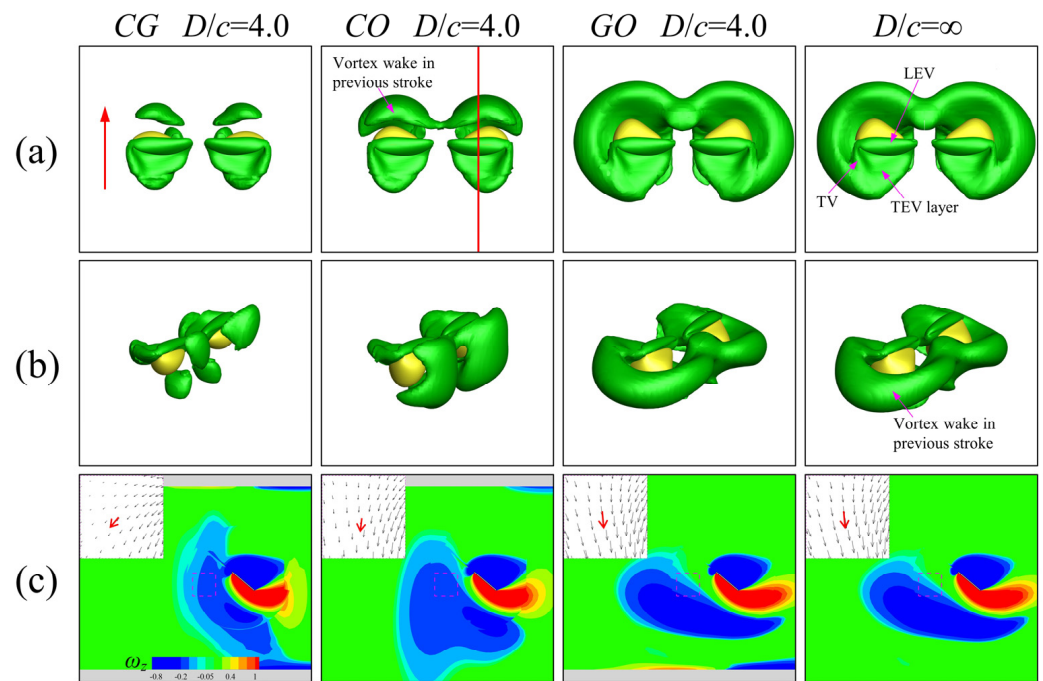 CG D/c=4.0
CO D/c=4.0
GO D/c=4.0
D/c=∞
(a)
Vortex wake in
previous stroke
LEV
TV
TEV layer
(b)
Vortex wake in
previous stroke
(c)
ωz
-0.8 -0.2 -0.05 0.4 1